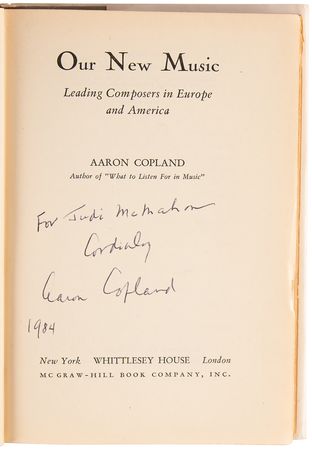 Our New Music
Leading Composers in Europe
and America
AARON COPLAND
Author of "What to Listen For in Music"
For Judi McMahon
Cordially
Aaron Copland
1984
New York WHITTLESEY HOUSE London
MCGRAW-HILL BOOK COMPANY, INC.